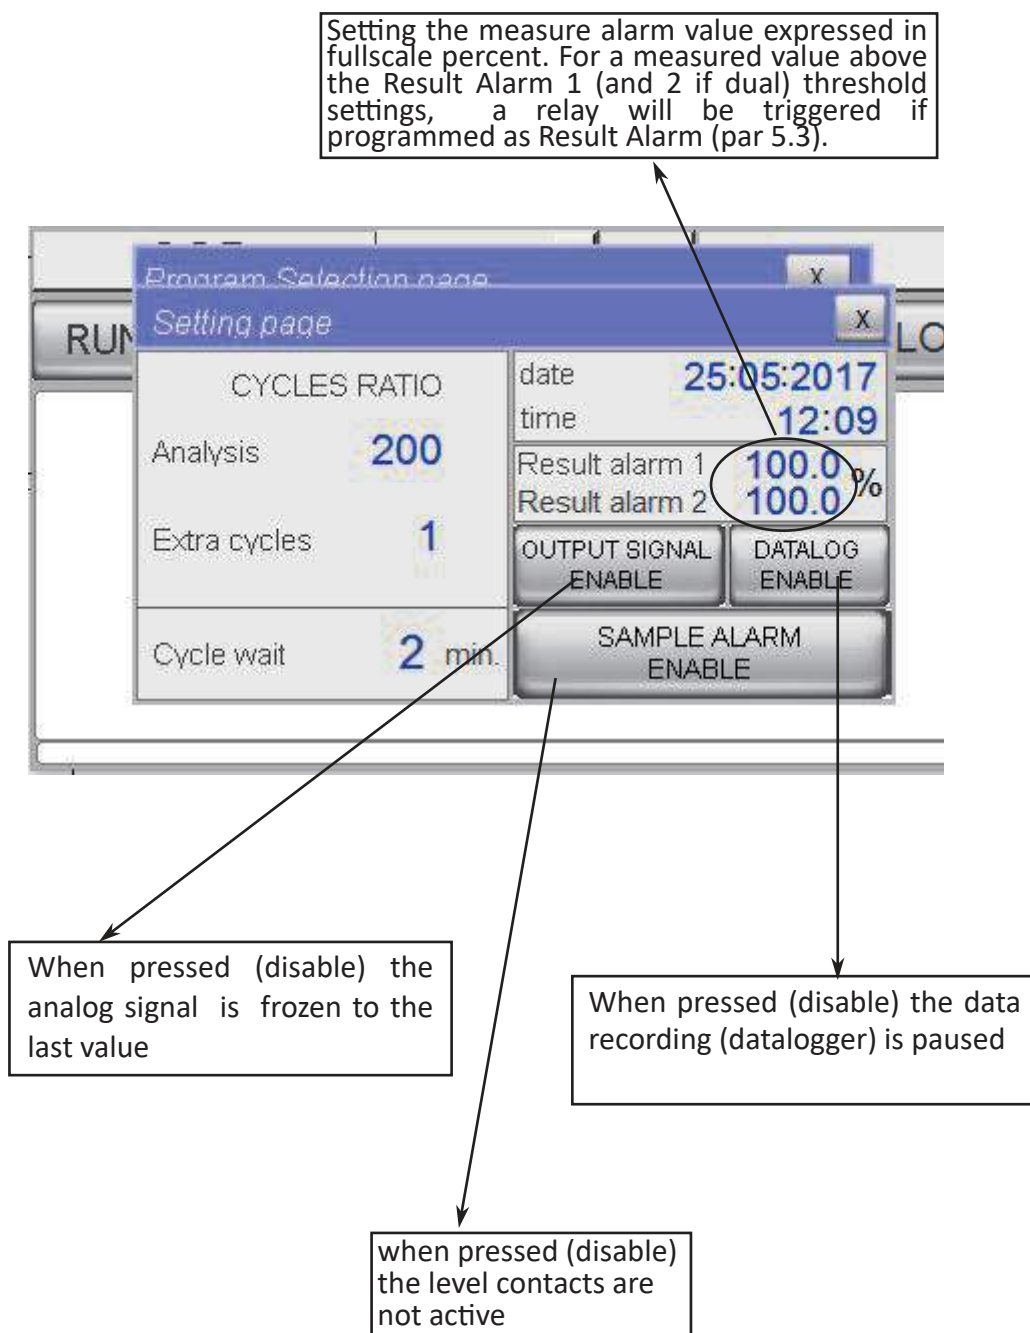 Setting the measure alarm value expressed in
fullscale percent. For a measured value above
the Result Alarm 1 (and 2 if dual) threshold
settings, a relay will be triggered if
programmed as Result Alarm (par 5.3).
Program Selection page X
Setting page X
RUN
LO
CYCLES RATIO
Analysis 200
Extra cycles 1
Cycle wait 2 min.
date 25:05:2017
time 12:09
Result alarm 1 100.0 %
Result alarm 2 100.0
OUTPUT SIGNAL
ENABLE
DATALOG
ENABLE
SAMPLE ALARM
ENABLE
When pressed (disable) the
analog signal is frozen to the
last value
When pressed (disable) the data
recording (datalogger) is paused
when pressed (disable)
the level contacts are
not active